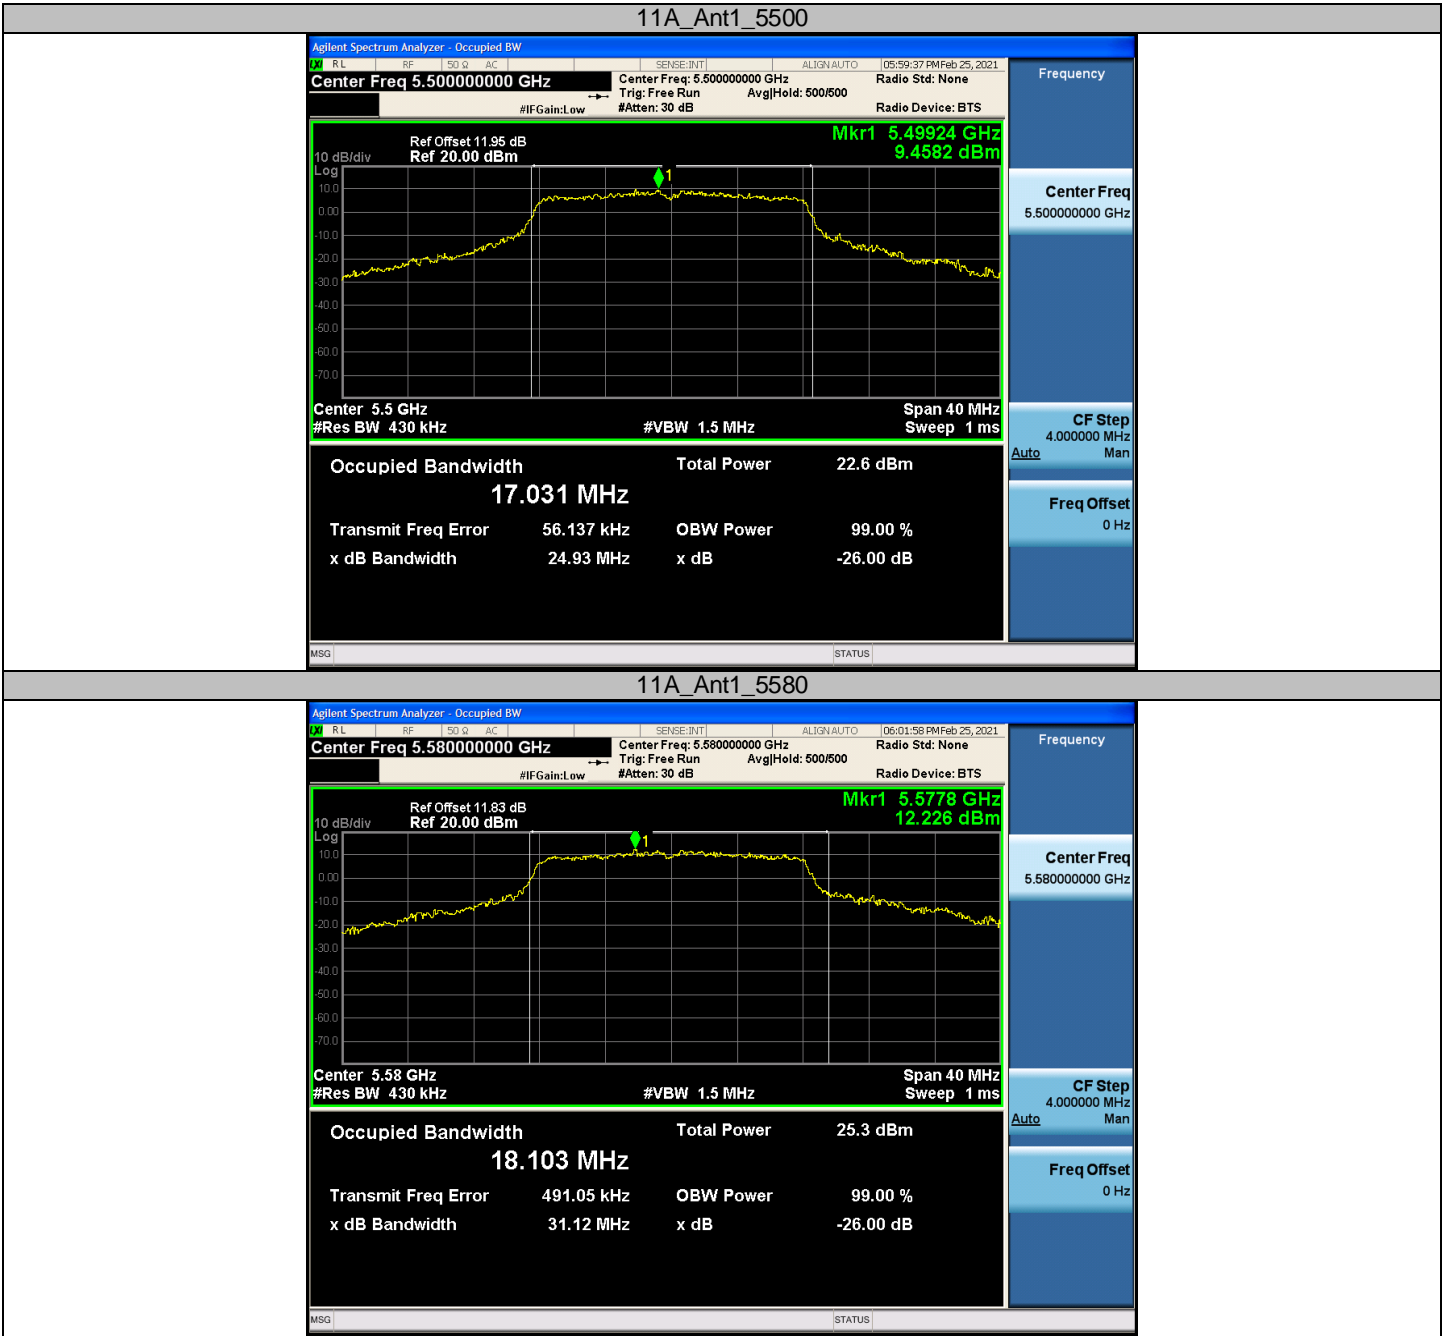 11A_Ant1_5500
Agilent Spectrum Analyzer - Occupied BW
LXI RL RF 50 Ω AC SENSE:INT ALIGN AUTO 05:59:37 PM Feb 25, 2021
Center Freq 5.500000000 GHz
Center Freq: 5.500000000 GHz Radio Std: None
Trig: Free Run Avg|Hold: 500/500
#IFGain:Low #Atten: 30 dB Radio Device: BTS
Frequency
Mkr1 5.49924 GHz
9.4582 dBm
Ref Offset 11.95 dB
10 dB/div Ref 20.00 dBm
Log
10.0
0.00
-10.0
-20.0
-30.0
-40.0
-50.0
-60.0
-70.0
1
Center 5.5 GHz Span 40 MHz
#Res BW 430 kHz #VBW 1.5 MHz Sweep 1 ms
Center Freq
5.500000000 GHz
CF Step
4.000000 MHz
Auto Man
Freq Offset
0 Hz
Occupied Bandwidth Total Power 22.6 dBm
17.031 MHz
Transmit Freq Error 56.137 kHz OBW Power 99.00 %
x dB Bandwidth 24.93 MHz x dB -26.00 dB
MSG STATUS
11A_Ant1_5580
Agilent Spectrum Analyzer - Occupied BW
LXI RL RF 50 Ω AC SENSE:INT ALIGN AUTO 06:01:58 PM Feb 25, 2021
Center Freq 5.580000000 GHz
Center Freq: 5.580000000 GHz Radio Std: None
Trig: Free Run Avg|Hold: 500/500
#IFGain:Low #Atten: 30 dB Radio Device: BTS
Frequency
Mkr1 5.5778 GHz
12.226 dBm
Ref Offset 11.83 dB
10 dB/div Ref 20.00 dBm
Log
10.0
0.00
-10.0
-20.0
-30.0
-40.0
-50.0
-60.0
-70.0
1
Center 5.58 GHz Span 40 MHz
#Res BW 430 kHz #VBW 1.5 MHz Sweep 1 ms
Center Freq
5.580000000 GHz
CF Step
4.000000 MHz
Auto Man
Freq Offset
0 Hz
Occupied Bandwidth Total Power 25.3 dBm
18.103 MHz
Transmit Freq Error 491.05 kHz OBW Power 99.00 %
x dB Bandwidth 31.12 MHz x dB -26.00 dB
MSG STATUS